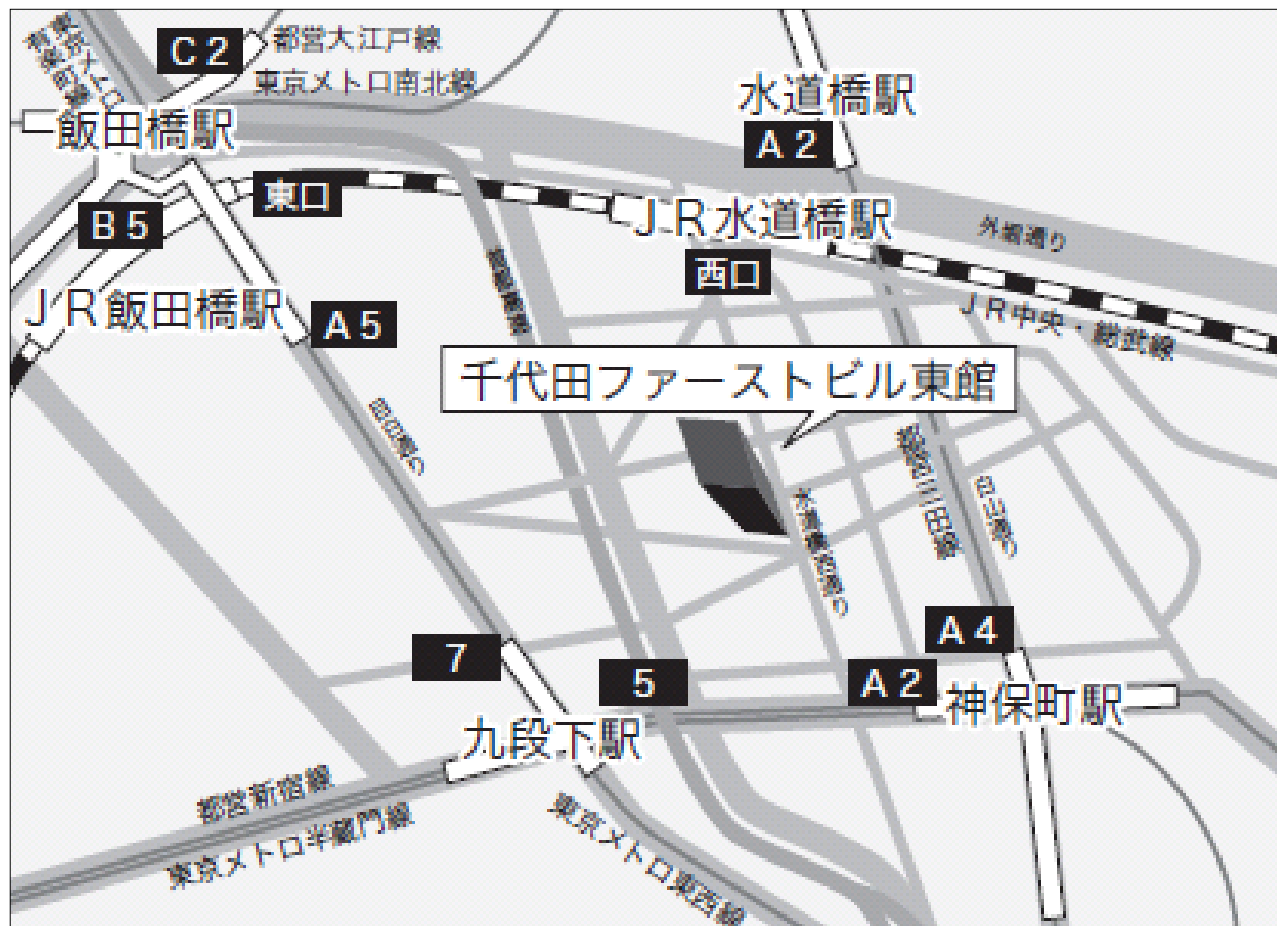 C2
都営大江戸線
東京メトロ南北線
東京メトロ
飯田橋駅
水道橋駅
A2
東口
B5
JR水道橋駅
外堀通り
西口
JR飯田橋駅
A5
JR中央・総武線
千代田ファーストビル東館
目白通り
白山通り
7
5
A4
A2
神保町駅
九段下駅
都営新宿線
東京メトロ半蔵門線
東京メトロ東西線